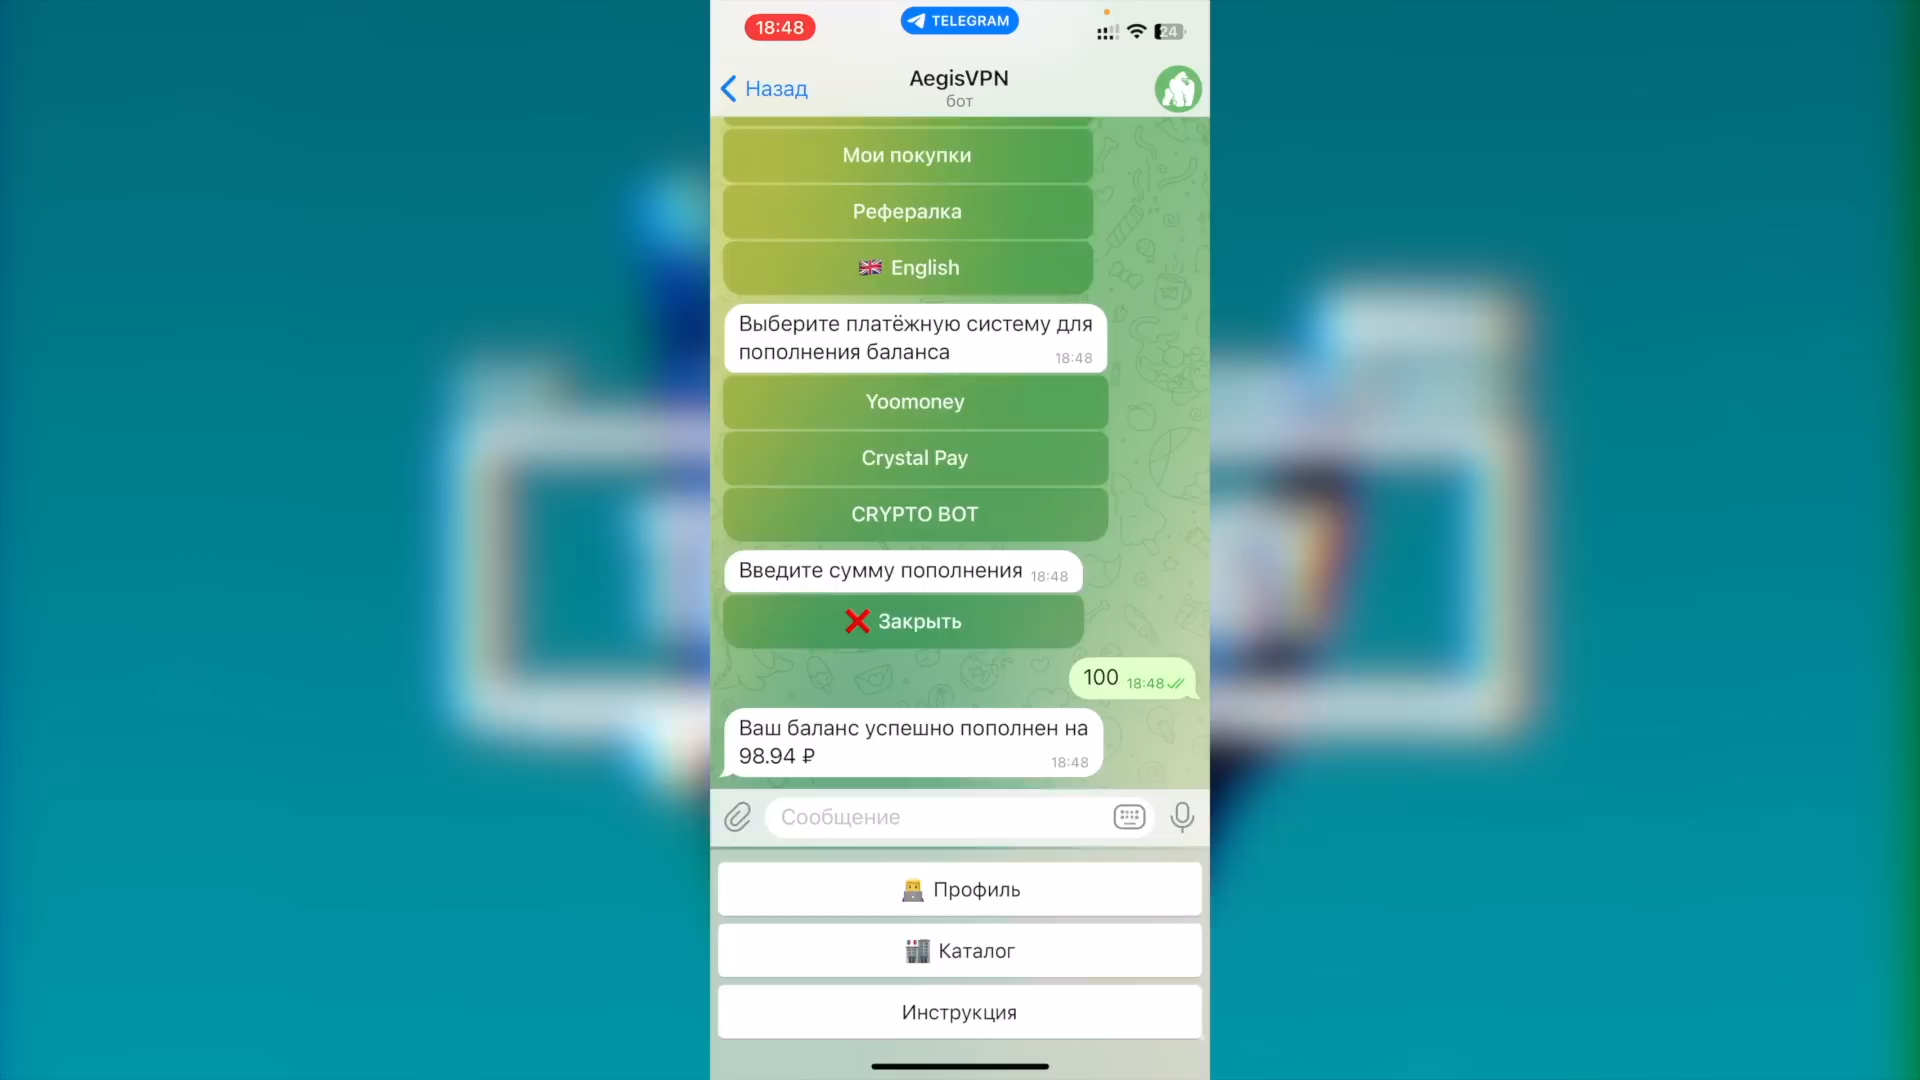 18:48
TELEGRAM
24
Назад
AegisVPN
бот
Мои покупки
Рефералка
English
Выберите платёжную систему для
пополнения баланса
18:48
Yoomoney
Crystal Pay
CRYPTO BOT
Введите сумму пополнения 18:48
Закрыть
100 18:48
Ваш баланс успешно пополнен на
98.94 ₽
18:48
Сообщение
Профиль
Каталог
Инструкция